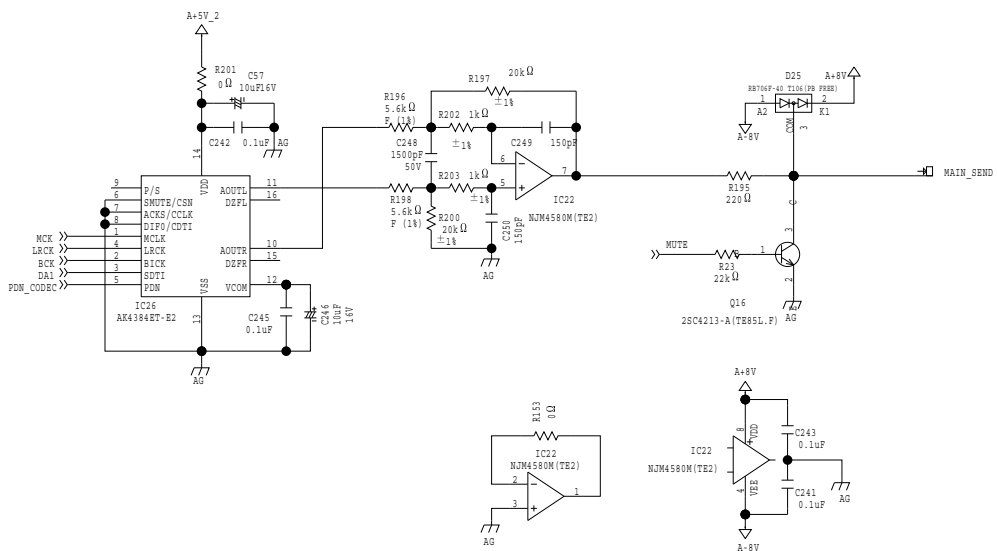 A+5V_2
R201
0Ω
C57
10uF16V
C242
0.1uF
AG
14
VDD
9
P/S
6
SMUTE/CSN
7
ACKS/CCLK
8
DIF0/CDTI
MCK
1
MCLK
LRCK
4
LRCK
BCK
2
BICK
DA1
3
SDTI
PDN_CODEC
5
PDN
AOUTL
11
DZFL
16
AOUTR
10
DZFR
15
VCOM
12
VSS
13
IC26
AK4384ET-E2
C245
0.1uF
C246
10uF
16V
AG
R196
5.6kΩ
F (1%)
R197
20kΩ
±1%
R202 1kΩ
±1%
C248
1500pF
50V
C249
150pF
R203 1kΩ
±1%
R198
5.6kΩ
F (1%)
R200
20kΩ
±1%
C250
150pF
AG
6
5
7
IC22
NJM4580M(TE2)
D25
RB706F-40 T106(PB FREE)
A+8V
1
A2
2
K1
A-8V
COM
3
R195
220Ω
MAIN_SEND
C
3
MUTE
R23
22kΩ
B
1
2
Q16
2SC4213-A(TE85L.F)
AG
R153
0Ω
IC22
NJM4580M(TE2)
2
3
1
AG
A+8V
8
VDD
IC22
NJM4580M(TE2)
4
VEE
C243
0.1uF
C241
0.1uF
AG
A-8V